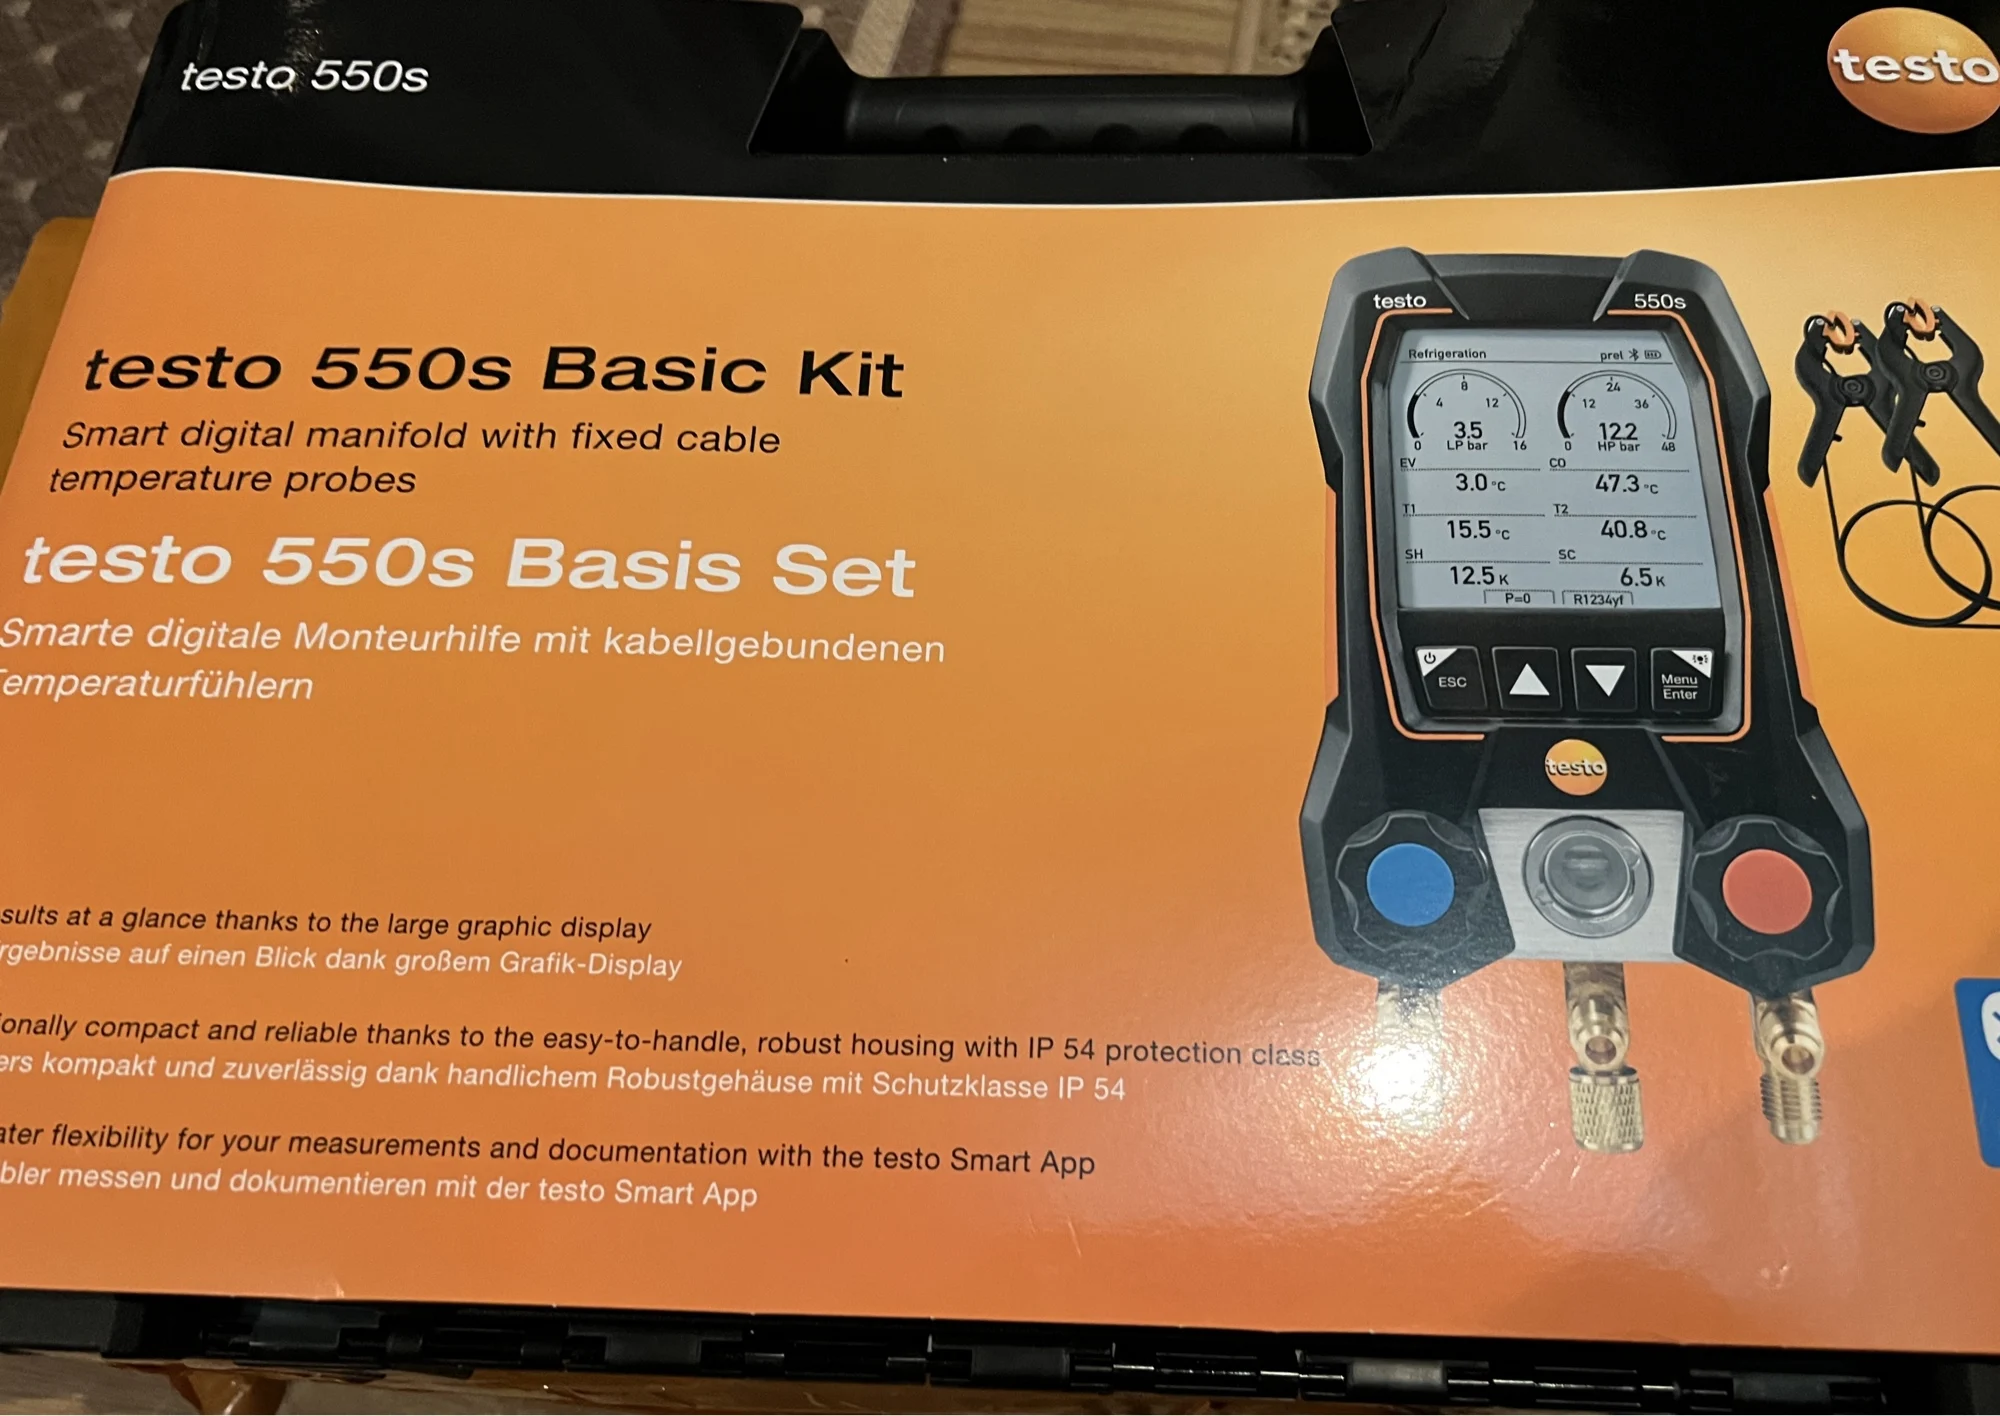 testo 550s
testo
testo 550s Basic Kit
Smart digital manifold with fixed cable
temperature probes
testo 550s Basis Set
Smarte digitale Monteurhilfe mit kabellgebundenen
Temperaturfühlern
sults at a glance thanks to the large graphic display
rgebnisse auf einen Blick dank großem Grafik-Display
onally compact and reliable thanks to the easy-to-handle, robust housing with IP 54 protection class
ers kompakt und zuverlässig dank handlichem Robustgehäuse mit Schutzklasse IP 54
ater flexibility for your measurements and documentation with the testo Smart App
bler messen und dokumentieren mit der testo Smart App
testo 550s
Refrigeration prel
8 24
4 12 12 36
3.5 12.2
0 LP bar 16 0 HP bar 48
EV CO
3.0 °C 47.3 °C
T1 T2
15.5 °C 40.8 °C
SH SC
12.5 K 6.5 K
P=0 R1234yf
ESC Menu
Enter
testo